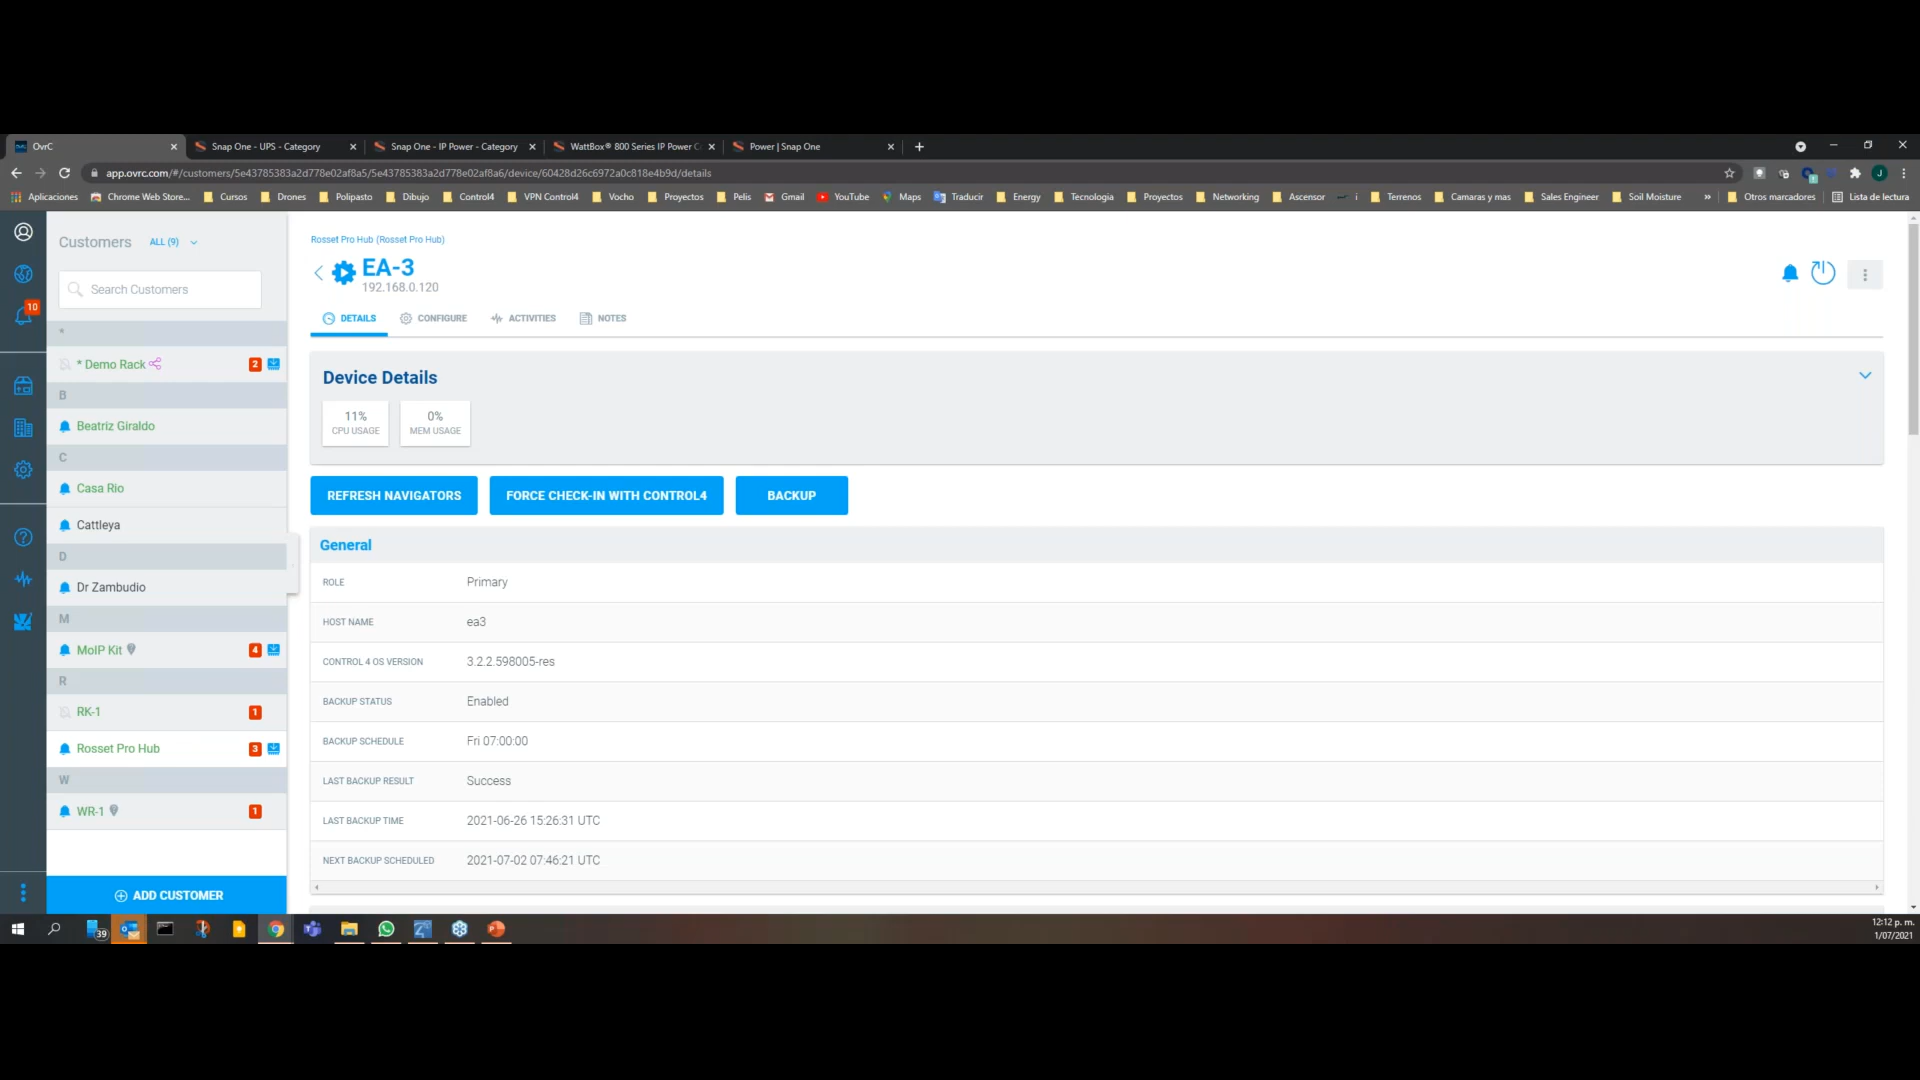 OvrC
Snap One - UPS - Category
Snap One - IP Power - Category
WattBox® 800 Series IP Power C
Power | Snap One
app.ovrc.com/#/customers/5e43785383a2d778e02af8a5/5e43785383a2d778e02af8a6/device/60428d26c6972a0c818e4b9d/details
Aplicaciones
Chrome Web Store...
Cursos
Drones
Polipasto
Dibujo
Control4
VPN Control4
Vocho
Proyectos
Pelis
Gmail
YouTube
Maps
Traducir
Energy
Tecnologia
Proyectos
Networking
Ascensor
i
Terrenos
Camaras y mas
Sales Engineer
Soil Moisture
»
Otros marcadores
Lista de lectura
Customers ALL (9)
Search Customers
10
*
* Demo Rack 2
B
Beatriz Giraldo
C
Casa Rio
Cattleya
D
Dr Zambudio
M
MoIP Kit 4
R
RK-1 1
Rosset Pro Hub 3
W
WR-1 1
ADD CUSTOMER
Rosset Pro Hub (Rosset Pro Hub)
EA-3
192.168.0.120
DETAILS CONFIGURE ACTIVITIES NOTES
Device Details
11% 0%
CPU USAGE MEM USAGE
REFRESH NAVIGATORS FORCE CHECK-IN WITH CONTROL4 BACKUP
General
ROLE Primary
HOST NAME ea3
CONTROL 4 OS VERSION 3.2.2.598005-res
BACKUP STATUS Enabled
BACKUP SCHEDULE Fri 07:00:00
LAST BACKUP RESULT Success
LAST BACKUP TIME 2021-06-26 15:26:31 UTC
NEXT BACKUP SCHEDULED 2021-07-02 07:46:21 UTC
39
12:12 p. m.
1/07/2021